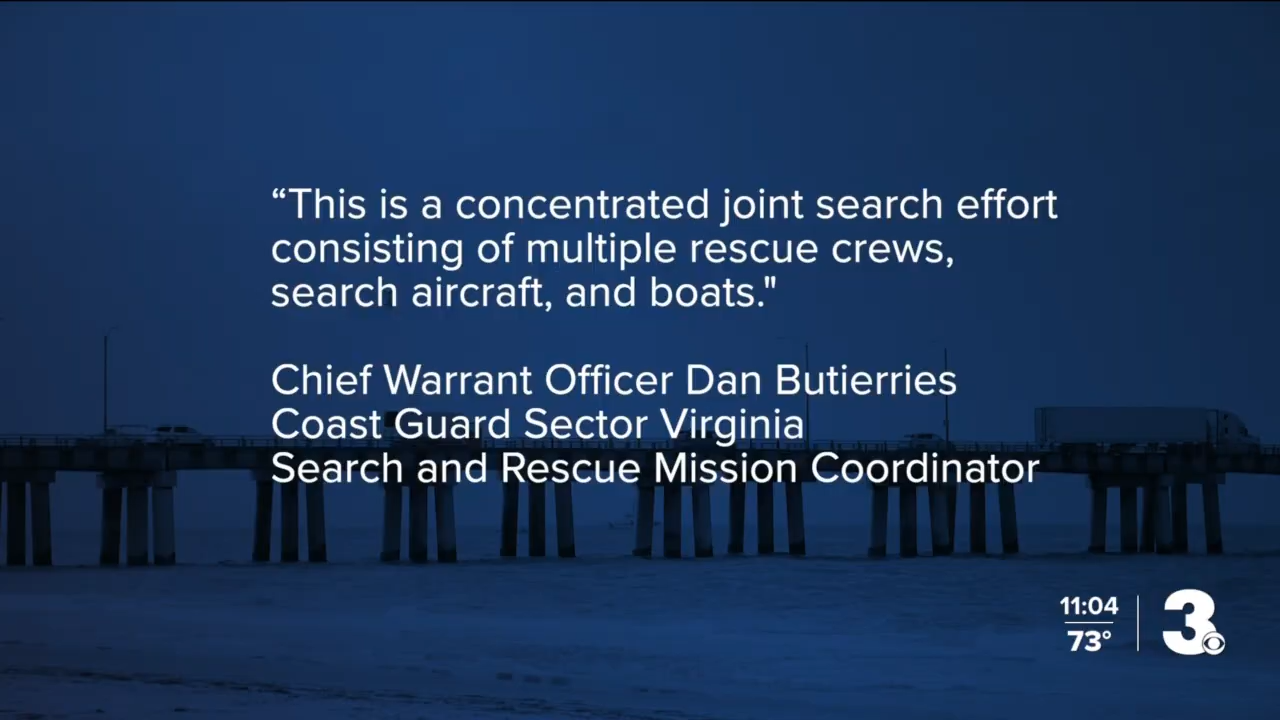 “This is a concentrated joint search effort
consisting of multiple rescue crews,
search aircraft, and boats."
Chief Warrant Officer Dan Butierries
Coast Guard Sector Virginia
Search and Rescue Mission Coordinator
11:04
73°
3